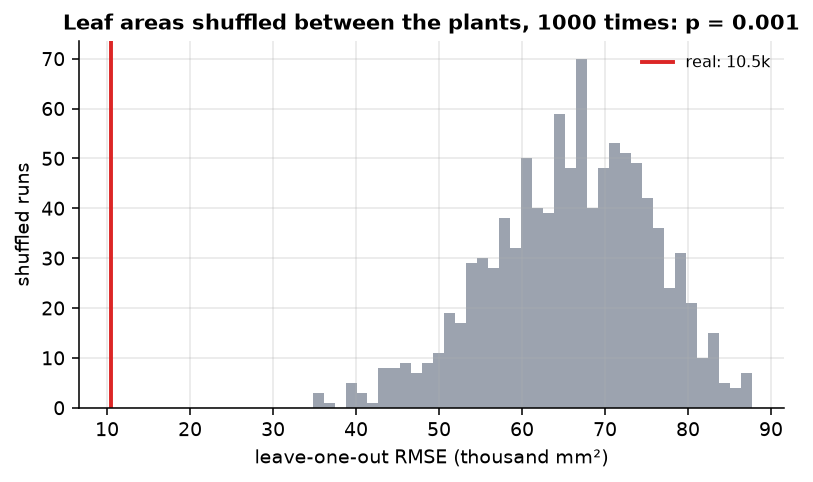 Leaf areas shuffled between the plants, 1000 times: p = 0.001
real: 10.5k
70
60
50
40
30
20
10
0
shuffled runs
10 20 30 40 50 60 70 80 90
leave-one-out RMSE (thousand mm²)